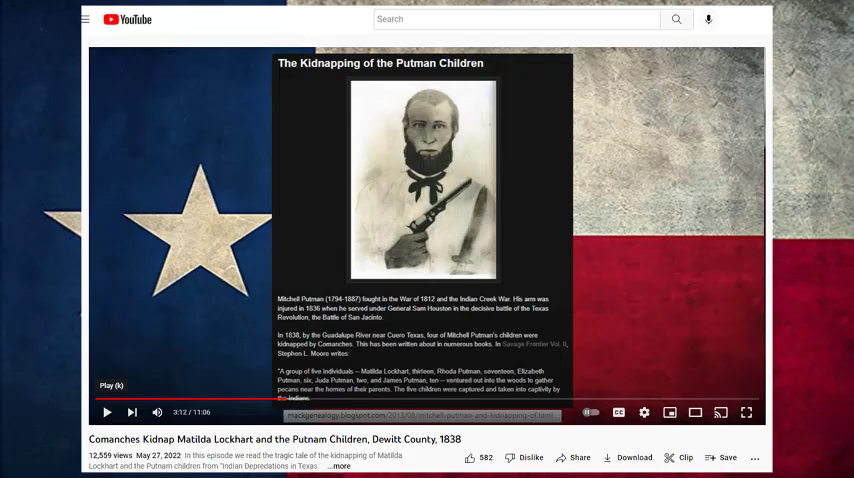 YouTube
Search
The Kidnapping of the Putman Children
Mitchell Putman (1794-1887) fought in the War of 1812 and the Indian Creek War. His arm was
injured in 1836 when he served under General Sam Houston in the decisive battle of the Texas
Revolution, the Battle of San Jacinto.
In 1838, by the Guadalupe River near Cuero Texas, four of Mitchell Putman's children were
kidnapped by Comanches. This has been written about in numerous books. In Savage Frontier Vol. II,
Stephen L. Moore writes:
"A group of five individuals -- Matilda Lockhart, thirteen, Rhoda Putman, seventeen, Elizabeth
Putman, six, Juda Putman, two, and James Putman, ten -- ventured out into the woods to gather
pecans near the homes of their parents. The five children were captured and taken into captivity by
the Indians.
Play (k)
mackgenealogy.blogspot.com/2013/08/mitchell-putman-and-kidnapping-of.html
3:12 / 11:06
CC
Comanches Kidnap Matilda Lockhart and the Putnam Children, Dewitt County, 1838
12,559 views May 27, 2022 In this episode we read the tragic tale of the kidnapping of Matilda
Lockhart and the Putnam children from "Indian Depredations in Texas. ...more
582 Dislike Share Download Clip Save